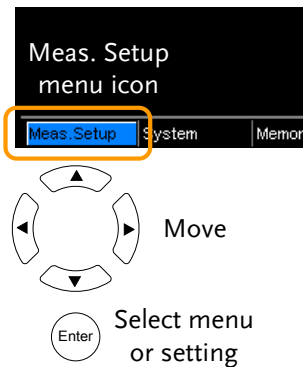 Meas. Setup
menu icon
Meas.Setup System Memor
Move
Enter
Select menu
or setting